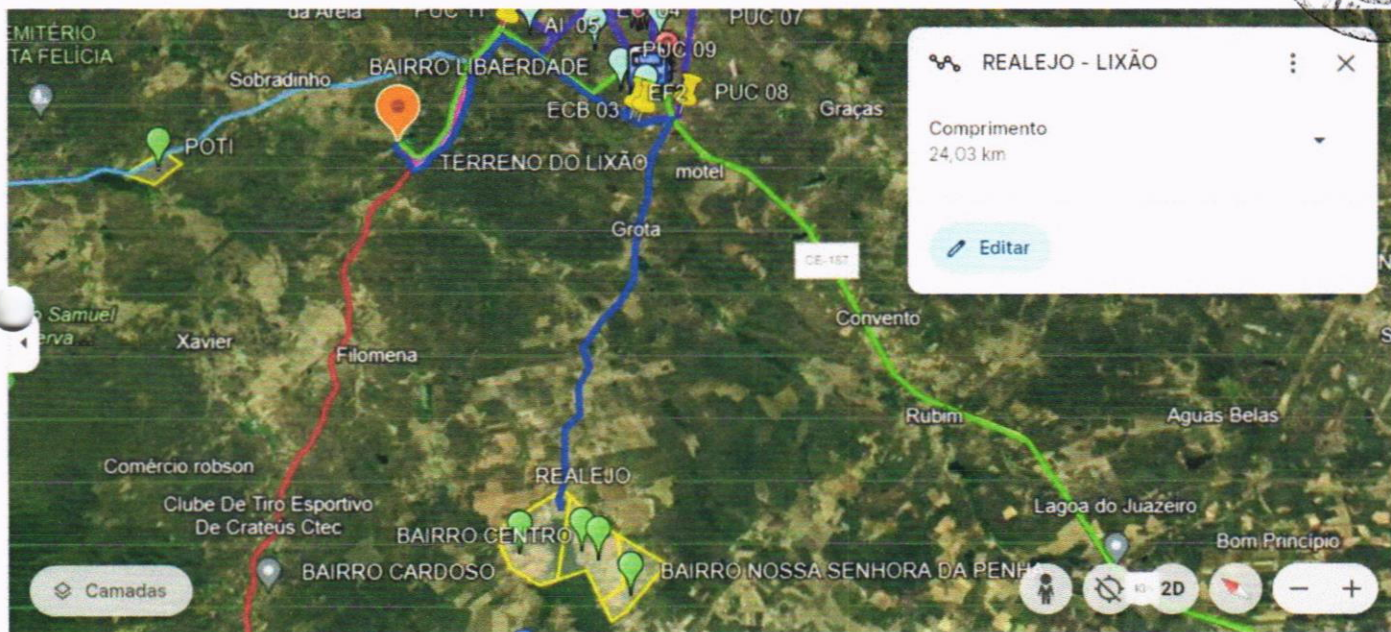 da Areia
PUC 11
AI 05
EC 04
PUC 07
EMITÉRIO
TA FELÍCIA
PUC 09
BAIRRO LIBAERDADE
Sobradinho
EF2
PUC 08
ECB 03
Graças
POTI
TERRENO DO LIXÃO
motel
Grota
CE-187
o Samuel
erva
Xavier
Filomena
Convento
Rubim
Aguas Belas
Comércio robson
REALEJO
Clube De Tiro Esportivo
De Crateús Ctec
Lagoa do Juazeiro
BAIRRO CENTRO
Bom Princípio
BAIRRO CARDOSO
BAIRRO NOSSA SENHORA DA PENHA
Camadas
2D
REALEJO - LIXÃO
Comprimento
24,03 km
Editar